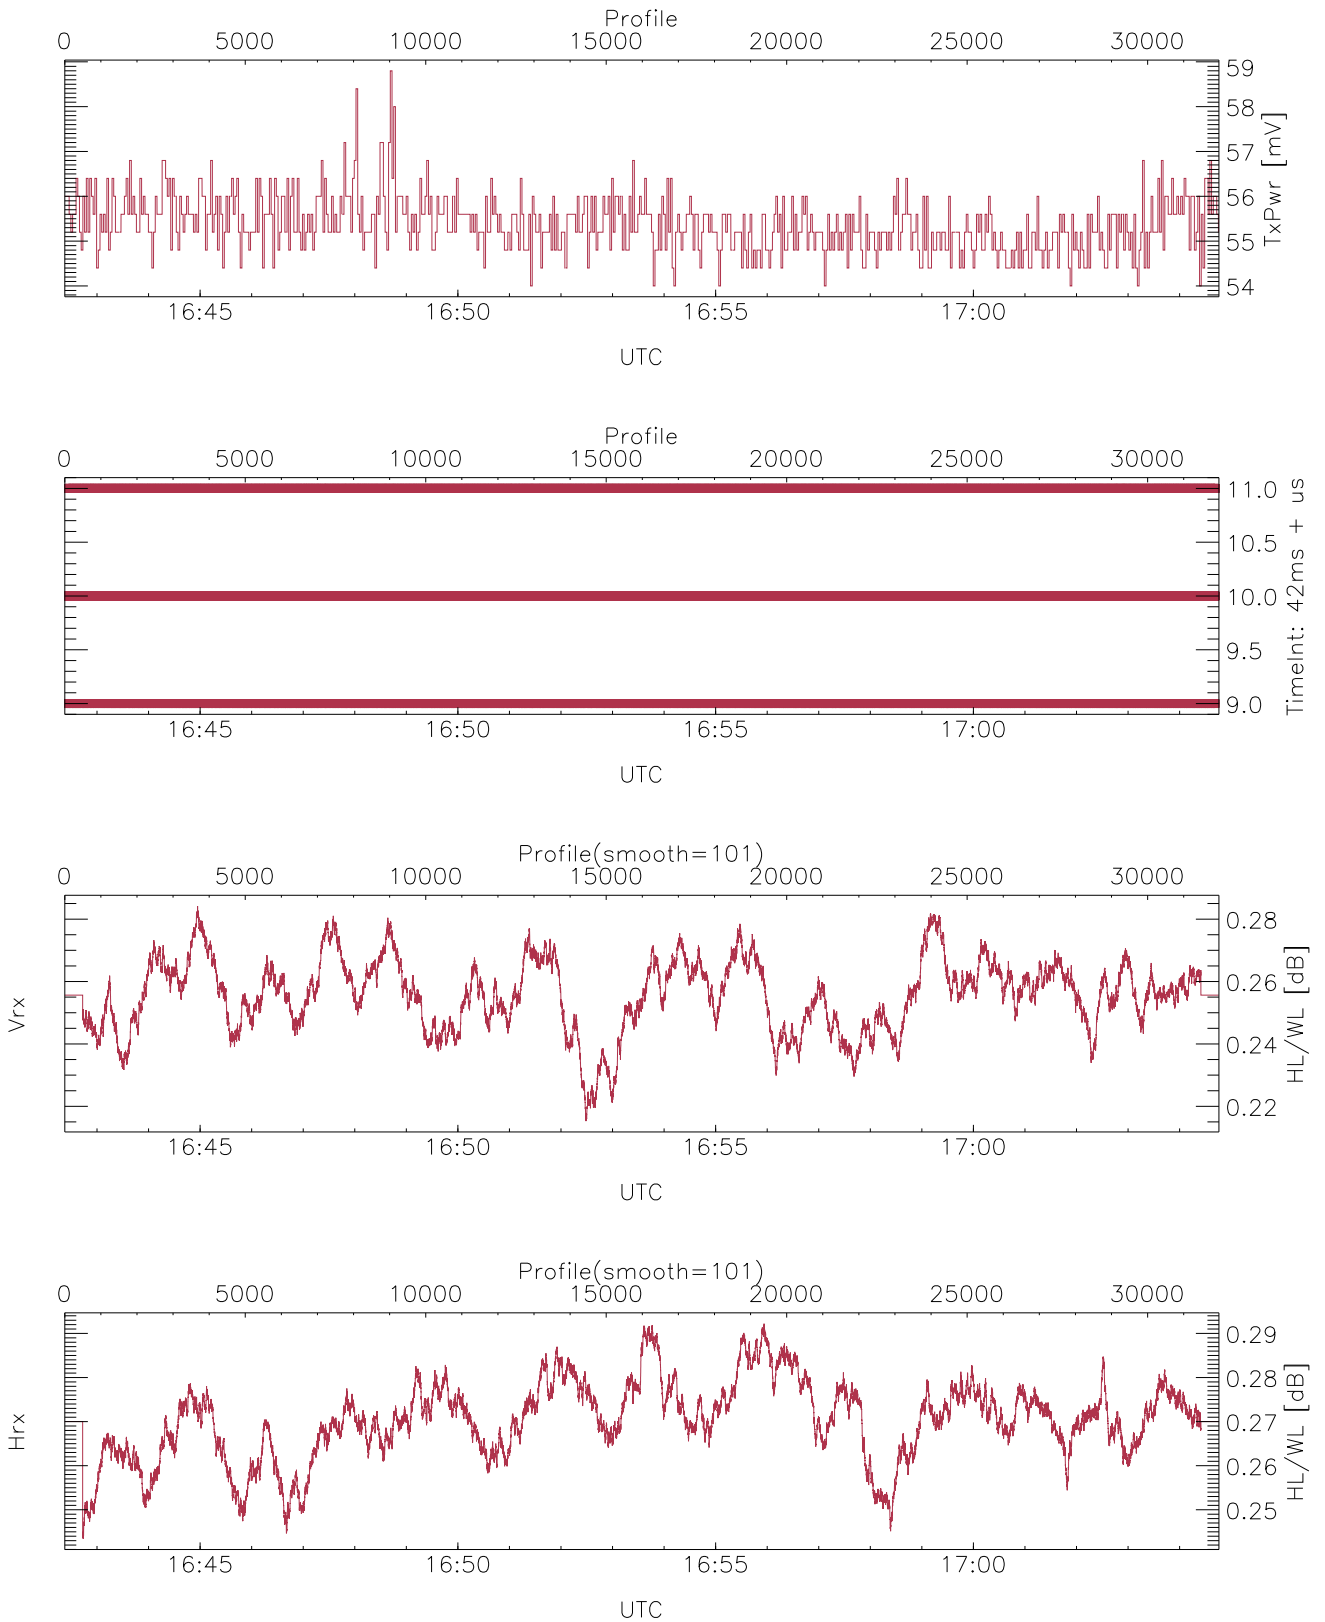 Profile
0 5000 10000 15000 20000 25000 30000
59
58
57
56
55
54
TxPwr [mV]
16:45 16:50 16:55 17:00
UTC
Profile
0 5000 10000 15000 20000 25000 30000
11.0
10.5
10.0
9.5
9.0
TimeInt: 42ms + us
16:45 16:50 16:55 17:00
UTC
Profile(smooth=101)
0 5000 10000 15000 20000 25000 30000
Vrx
0.28
0.26
0.24
0.22
HL/WL [dB]
16:45 16:50 16:55 17:00
UTC
Profile(smooth=101)
0 5000 10000 15000 20000 25000 30000
Hrx
0.29
0.28
0.27
0.26
0.25
HL/WL [dB]
16:45 16:50 16:55 17:00
UTC